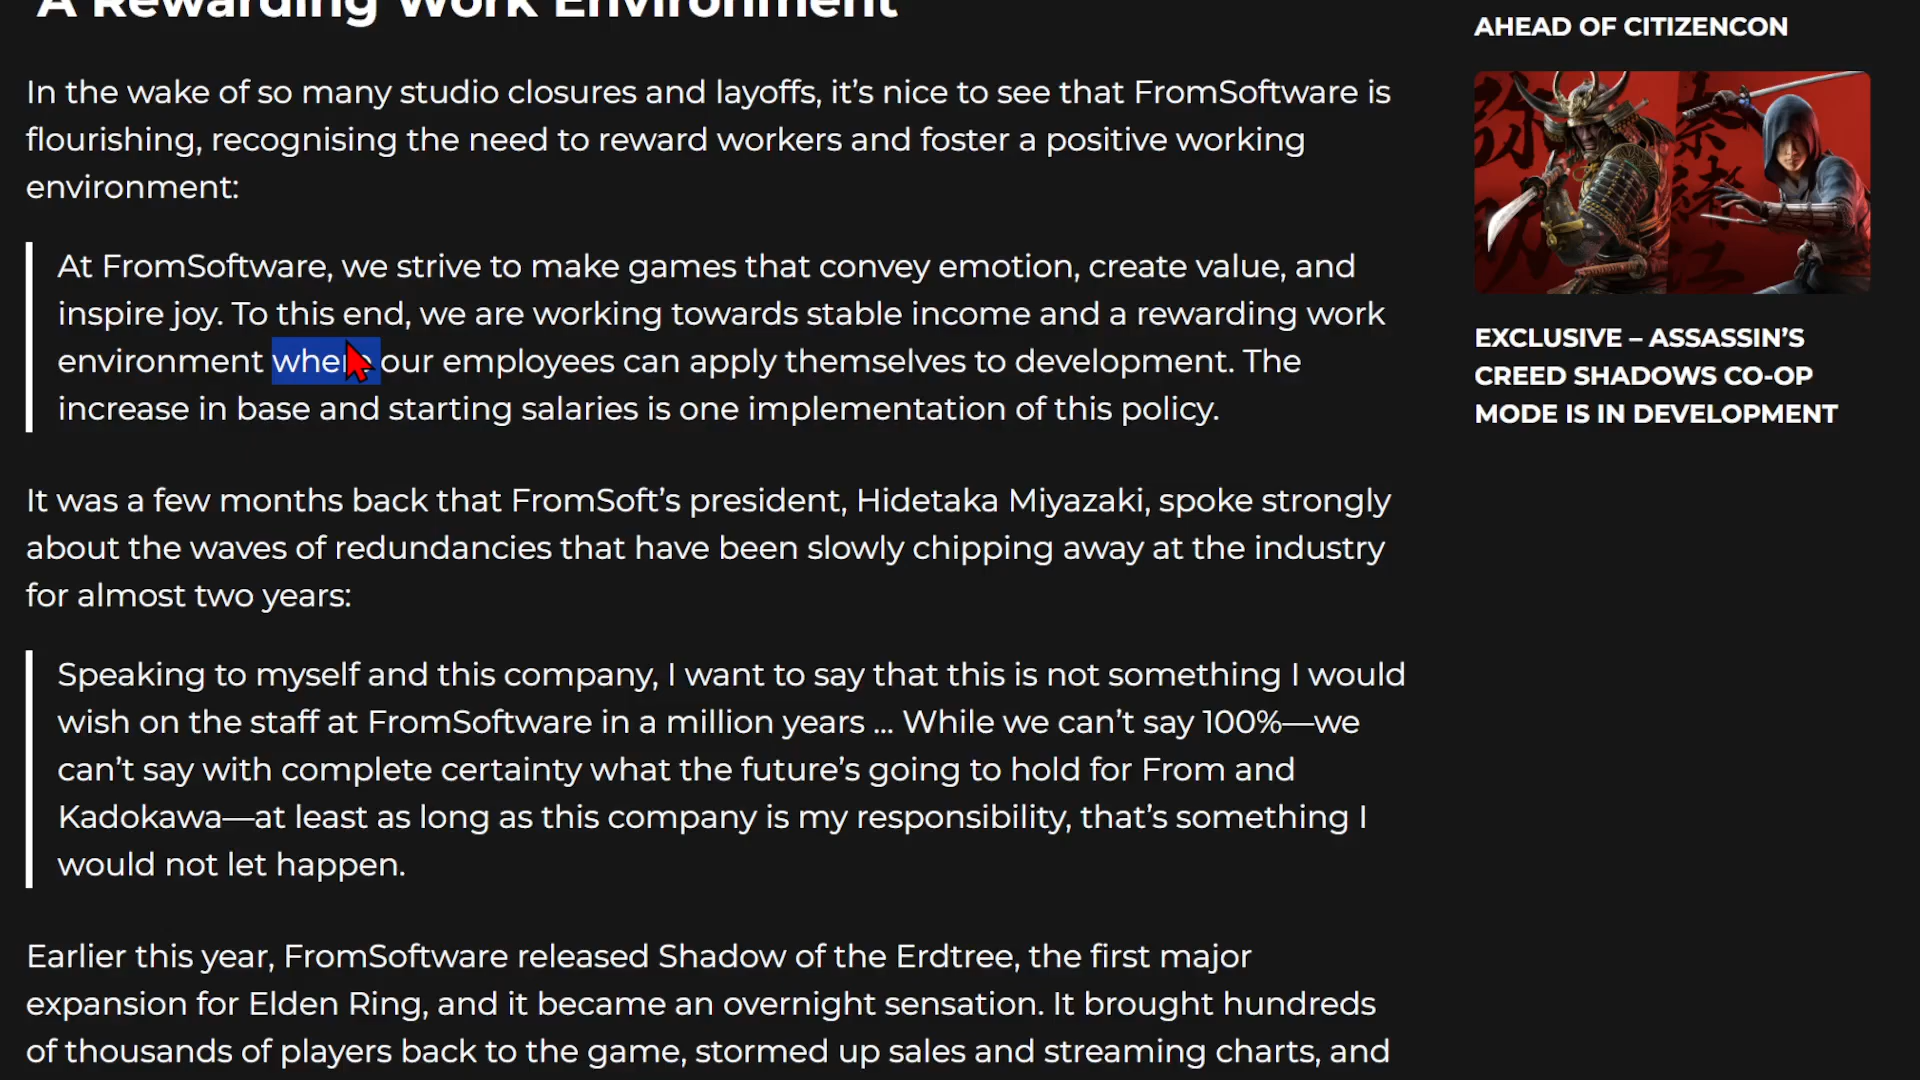 A Rewarding Work Environment
In the wake of so many studio closures and layoffs, it’s nice to see that FromSoftware is
flourishing, recognising the need to reward workers and foster a positive working
environment:
At FromSoftware, we strive to make games that convey emotion, create value, and
inspire joy. To this end, we are working towards stable income and a rewarding work
environment where our employees can apply themselves to development. The
increase in base and starting salaries is one implementation of this policy.
It was a few months back that FromSoft’s president, Hidetaka Miyazaki, spoke strongly
about the waves of redundancies that have been slowly chipping away at the industry
for almost two years:
Speaking to myself and this company, I want to say that this is not something I would
wish on the staff at FromSoftware in a million years … While we can’t say 100%—we
can’t say with complete certainty what the future’s going to hold for From and
Kadokawa—at least as long as this company is my responsibility, that’s something I
would not let happen.
Earlier this year, FromSoftware released Shadow of the Erdtree, the first major
expansion for Elden Ring, and it became an overnight sensation. It brought hundreds
of thousands of players back to the game, stormed up sales and streaming charts, and
AHEAD OF CITIZENCON
EXCLUSIVE – ASSASSIN’S
CREED SHADOWS CO-OP
MODE IS IN DEVELOPMENT